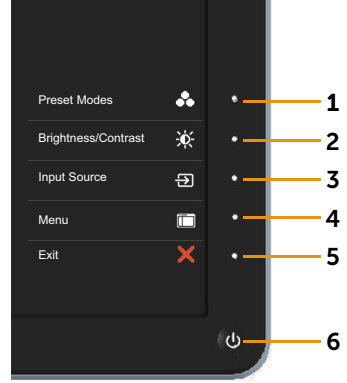 Preset Modes 1
Brightness/Contrast 2
Input Source 3
Menu 4
Exit 5
6